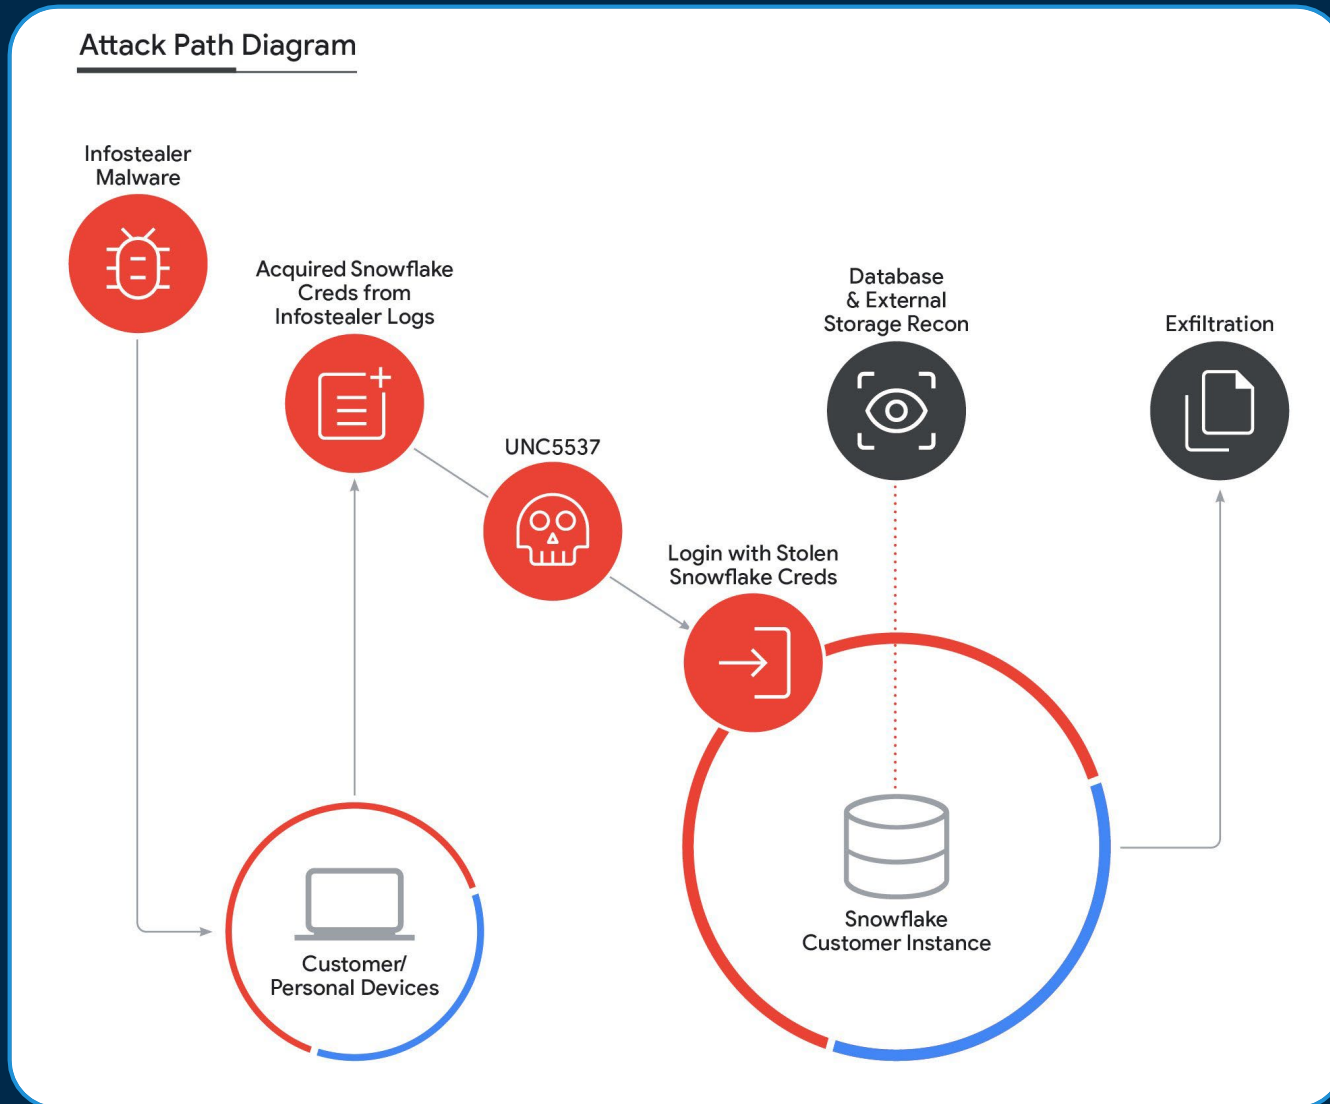 Attack Path Diagram
Infostealer
Malware
Acquired Snowflake
Creds from
Infostealer Logs
UNC5537
Login with Stolen
Snowflake Creds
Database
& External
Storage Recon
Exfiltration
Customer/
Personal Devices
Snowflake
Customer Instance